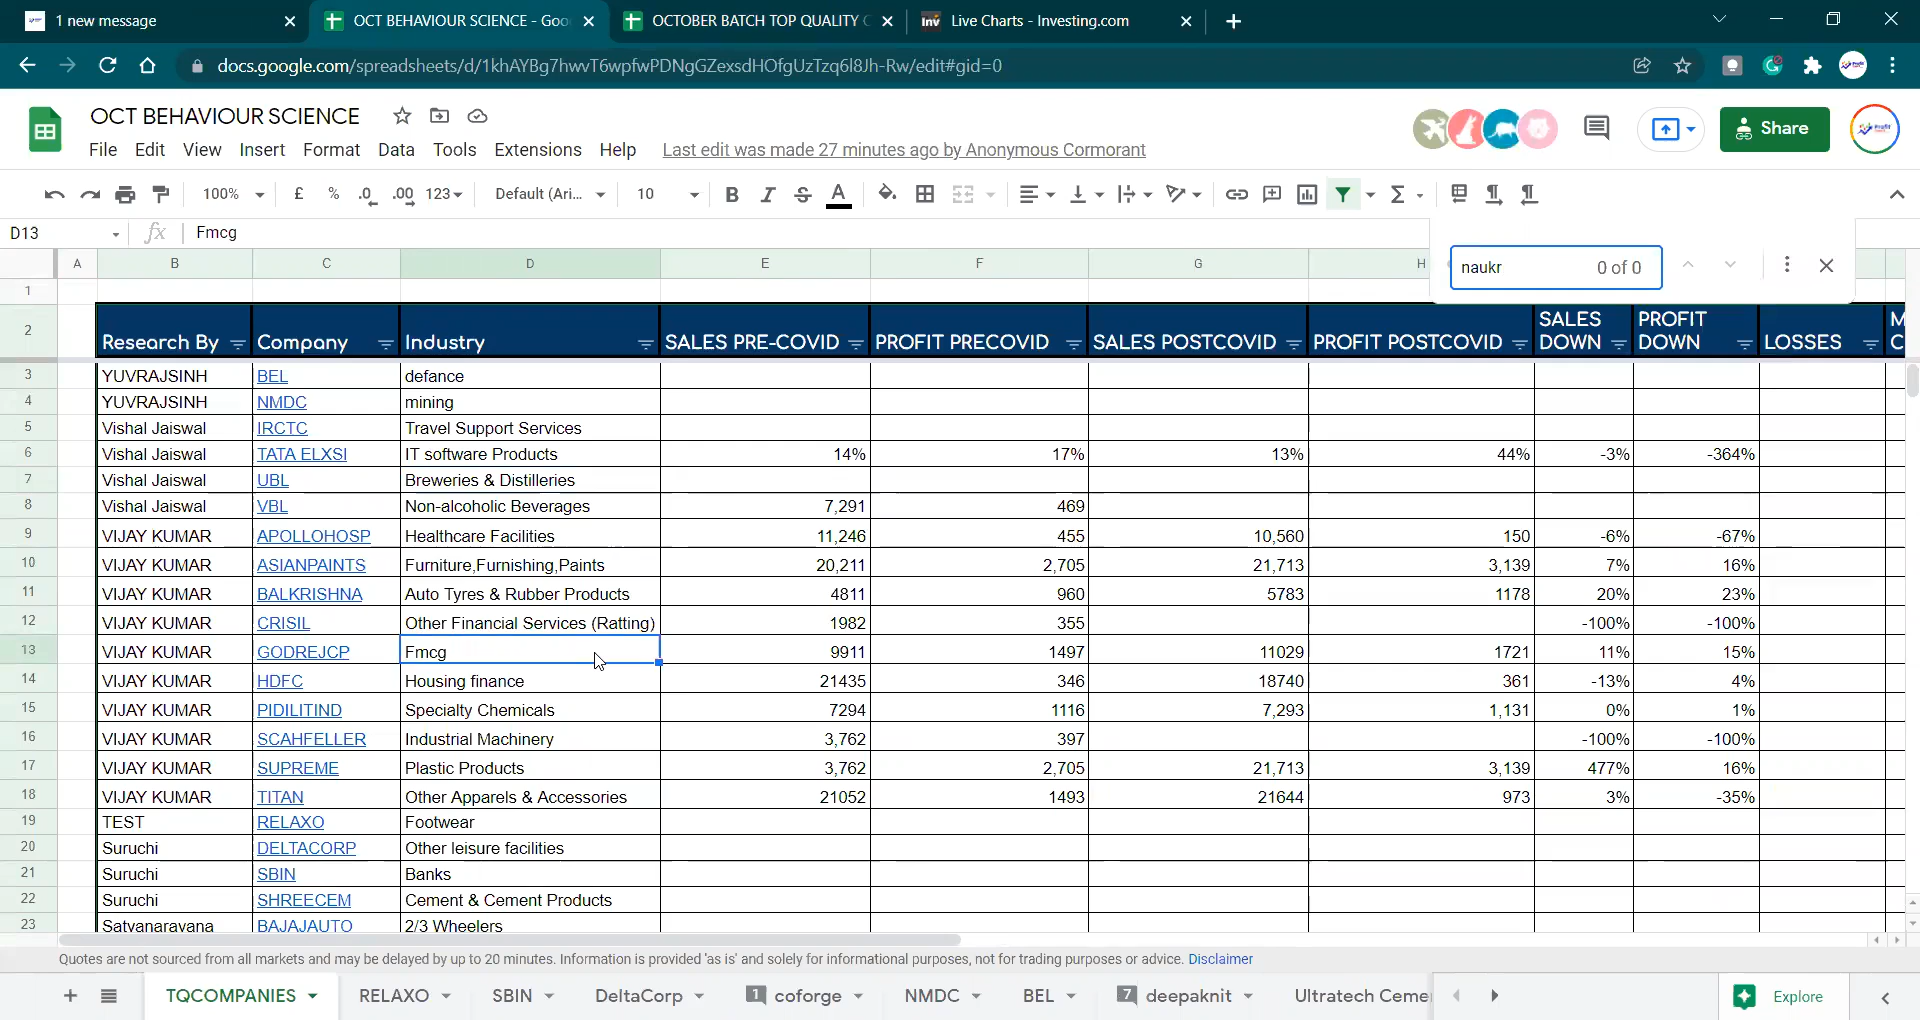 1 new message
OCT BEHAVIOUR SCIENCE - Goo
OCTOBER BATCH TOP QUALITY C
Inv Live Charts - Investing.com
docs.google.com/spreadsheets/d/1khAYBg7hwvT6wpfwPDNgGZexsdHOfgUzTzq6l8Jh-Rw/edit#gid=0
OCT BEHAVIOUR SCIENCE
File Edit View Insert Format Data Tools Extensions Help Last edit was made 27 minutes ago by Anonymous Cormorant
Share
100% £ % .0 .00 123 Default (Ari... 10 B I S A Σ
D13 fx Fmcg
naukr 0 of 0
A B C D E F G H
1
2 Research By Company Industry SALES PRE-COVID PROFIT PRECOVID SALES POSTCOVID PROFIT POSTCOVID SALES DOWN PROFIT DOWN LOSSES M C
3 YUVRAJSINH BEL defance
4 YUVRAJSINH NMDC mining
5 Vishal Jaiswal IRCTC Travel Support Services
6 Vishal Jaiswal TATA ELXSI IT software Products 14% 17% 13% 44% -3% -364%
7 Vishal Jaiswal UBL Breweries & Distilleries
8 Vishal Jaiswal VBL Non-alcoholic Beverages 7,291 469
9 VIJAY KUMAR APOLLOHOSP Healthcare Facilities 11,246 455 10,560 150 -6% -67%
10 VIJAY KUMAR ASIANPAINTS Furniture,Furnishing,Paints 20,211 2,705 21,713 3,139 7% 16%
11 VIJAY KUMAR BALKRISHNA Auto Tyres & Rubber Products 4811 960 5783 1178 20% 23%
12 VIJAY KUMAR CRISIL Other Financial Services (Ratting) 1982 355 -100% -100%
13 VIJAY KUMAR GODREJCP Fmcg 9911 1497 11029 1721 11% 15%
14 VIJAY KUMAR HDFC Housing finance 21435 346 18740 361 -13% 4%
15 VIJAY KUMAR PIDILITIND Specialty Chemicals 7294 1116 7,293 1,131 0% 1%
16 VIJAY KUMAR SCAHFELLER Industrial Machinery 3,762 397 -100% -100%
17 VIJAY KUMAR SUPREME Plastic Products 3,762 2,705 21,713 3,139 477% 16%
18 VIJAY KUMAR TITAN Other Apparels & Accessories 21052 1493 21644 973 3% -35%
19 TEST RELAXO Footwear
20 Suruchi DELTACORP Other leisure facilities
21 Suruchi SBIN Banks
22 Suruchi SHREECEM Cement & Cement Products
23 Satyanarayana BAJAJAUTO 2/3 Wheelers
Quotes are not sourced from all markets and may be delayed by up to 20 minutes. Information is provided 'as is' and solely for informational purposes, not for trading purposes or advice. Disclaimer
TQCOMPANIES RELAXO SBIN DeltaCorp 1 coforge NMDC BEL 7 deepaknit Ultratech Ceme Explore